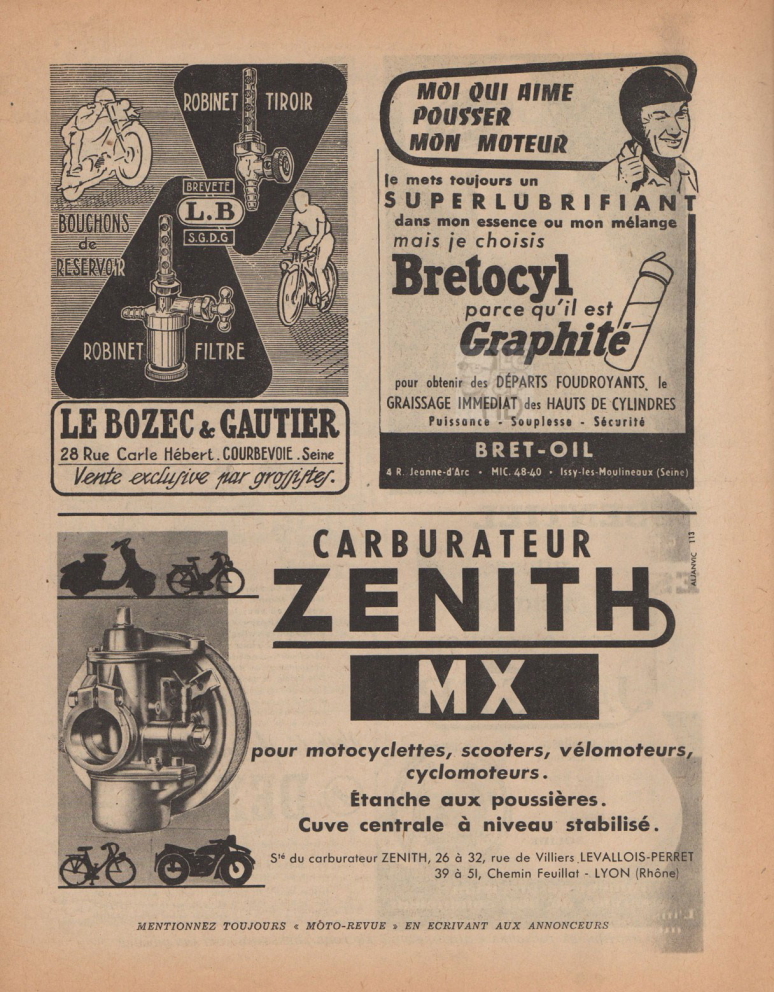 ROBINET TIROIR
BREVETÉ
L.B
S.G.D.G
BOUCHONS
de
RESERVOIR
ROBINET FILTRE
LE BOZEC & GAUTIER
28 Rue Carle Hébert. COURBEVOIE. Seine
Vente exclusive par grossistes.
MOI QUI AIME
POUSSER
MON MOTEUR
je mets toujours un
SUPERLUBRIFIANT
dans mon essence ou mon mélange
mais je choisis
Bretocyl
parce qu'il est
Graphité
pour obtenir des DÉPARTS FOUDROYANTS, le
GRAISSAGE IMMEDIAT des HAUTS DE CYLINDRES
Puissance - Souplesse - Sécurité
BRET-OIL
4 R. Jeanne-d'Arc • MIC. 48-40 • Issy-les-Moulineaux (Seine)
ALJANVIC 113
CARBURATEUR
ZENITH
MX
pour motocyclettes, scooters, vélomoteurs,
cyclomoteurs.
Étanche aux poussières.
Cuve centrale à niveau stabilisé.
Sté du carburateur ZENITH, 26 à 32, rue de Villiers LEVALLOIS-PERRET
39 à 51, Chemin Feuillat - LYON (Rhône)
MENTIONNEZ TOUJOURS « MOTO-REVUE » EN ECRIVANT AUX ANNONCEURS